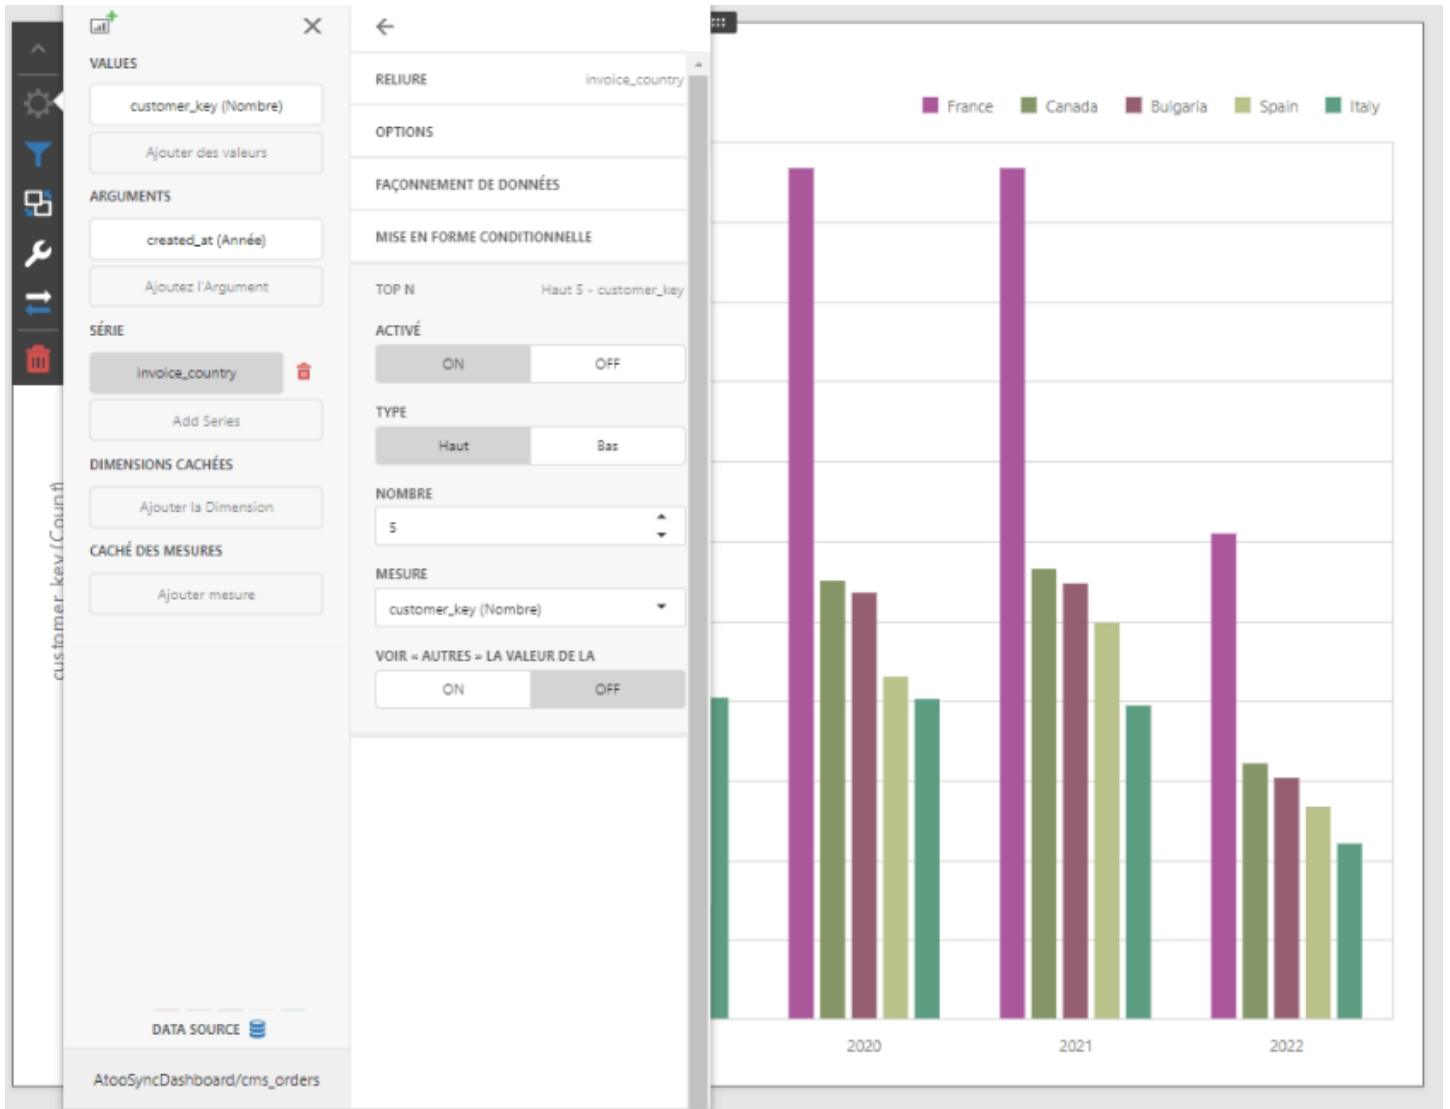 VALUES
customer_key (Nombre)
Ajouter des valeurs
ARGUMENTS
created_at (Année)
Ajoutez l'Argument
SÉRIE
invoice_country
Add Series
DIMENSIONS CACHÉES
Ajouter la Dimension
CACHÉ DES MESURES
Ajouter mesure
DATA SOURCE
AtooSyncDashboard/cms_orders
RELIURE invoice_country
OPTIONS
FAÇONNEMENT DE DONNÉES
MISE EN FORME CONDITIONNELLE
TOP N Haut 5 - customer_key
ACTIVÉ
ON OFF
TYPE
Haut Bas
NOMBRE
5
MESURE
customer_key (Nombre)
VOIR « AUTRES » LA VALEUR DE LA
ON OFF
customer_key (Count)
France Canada Bulgaria Spain Italy
2020 2021 2022